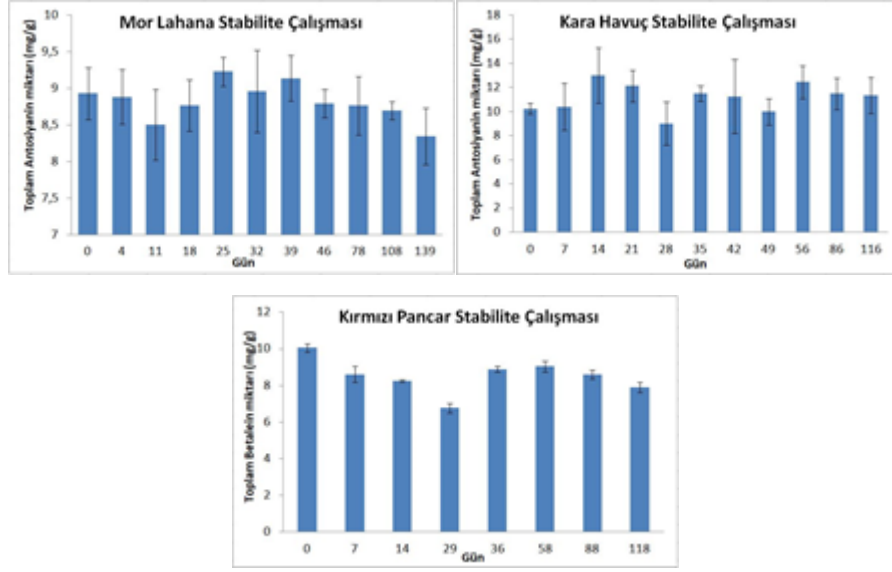 Mor Lahana Stabilite Çalışması
Toplam Antosiyanin miktarı (mg/g)
10
9,5
9
8,5
8
7,5
7
0 4 11 18 25 32 39 46 78 108 139
Gün
Kara Havuç Stabilite Çalışması
Toplam Antosiyanin miktarı (mg/g)
18
16
14
12
10
8
6
4
2
0
0 7 14 21 28 35 42 49 56 86 116
Gün
Kırmızı Pancar Stabilite Çalışması
Toplam Betalein miktarı (mg/g)
12
10
8
6
4
2
0
0 7 14 29 36 58 88 118
Gün